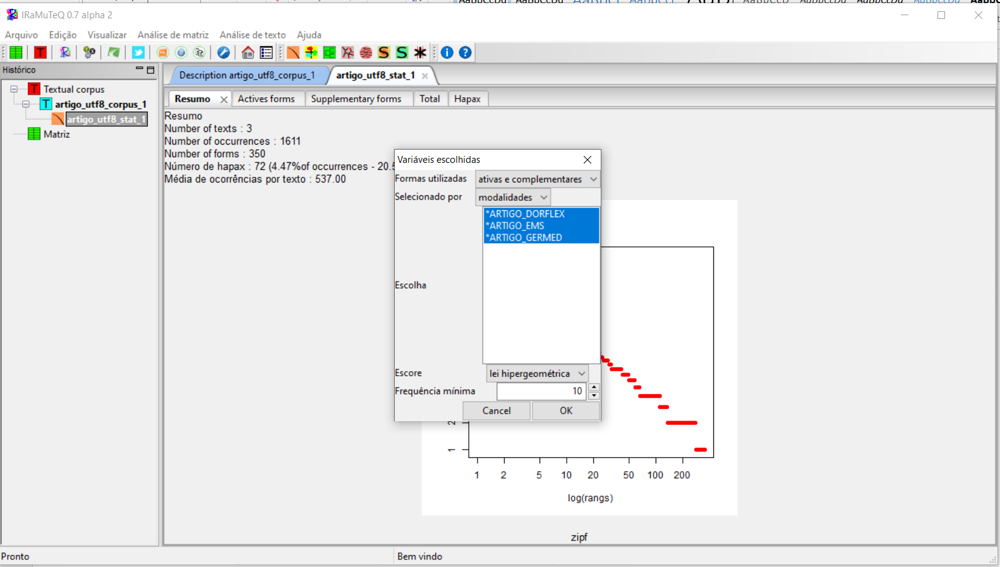 IRaMuTeQ 0.7 alpha 2
Arquivo Edição Visualizar Análise de matriz Análise de texto Ajuda
Histórico
Textual corpus
artigo_utf8_corpus_1
artigo_utf8_stat_1
Matriz
Description artigo_utf8_corpus_1 artigo_utf8_stat_1
Resumo Actives forms Supplementary forms Total Hapax
Resumo
Number of texts : 3
Number of occurrences : 1611
Number of forms : 350
Número de hapax : 72 (4.47%of occurrences - 20.5
Média de ocorrências por texto : 537.00
Variáveis escolhidas
Formas utilizadas ativas e complementares
Selecionado por modalidades
*ARTIGO_DORFLEX
*ARTIGO_EMS
*ARTIGO_GERMED
Escolha
Escore lei hipergeométrica
Frequência mínima 10
Cancel OK
2
1
1 2 5 10 20 50 100 200
log(rangs)
zipf
Pronto Bem vindo